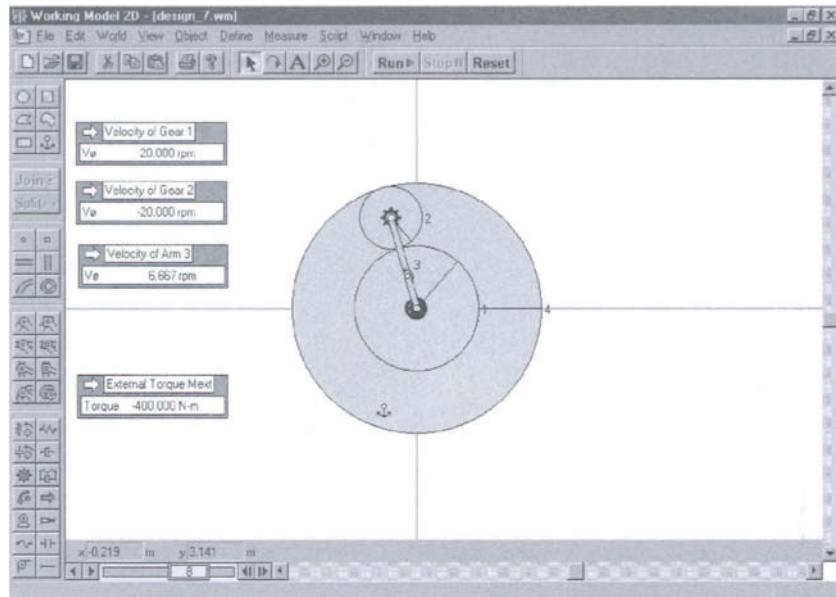 Working Model 2D - [design_7.wm]
File Edit World View Object Define Measure Script Window Help
A Run Stop Reset
Velocity of Gear 1
Vø 20.000 rpm
Velocity of Gear 2
Vø -20.000 rpm
Velocity of Arm 3
Vø 6.667 rpm
Join
Split
External Torque Mext
Torque -400.000 N-m
2
3
1
4
x -0.219 m y 3.141 m
8